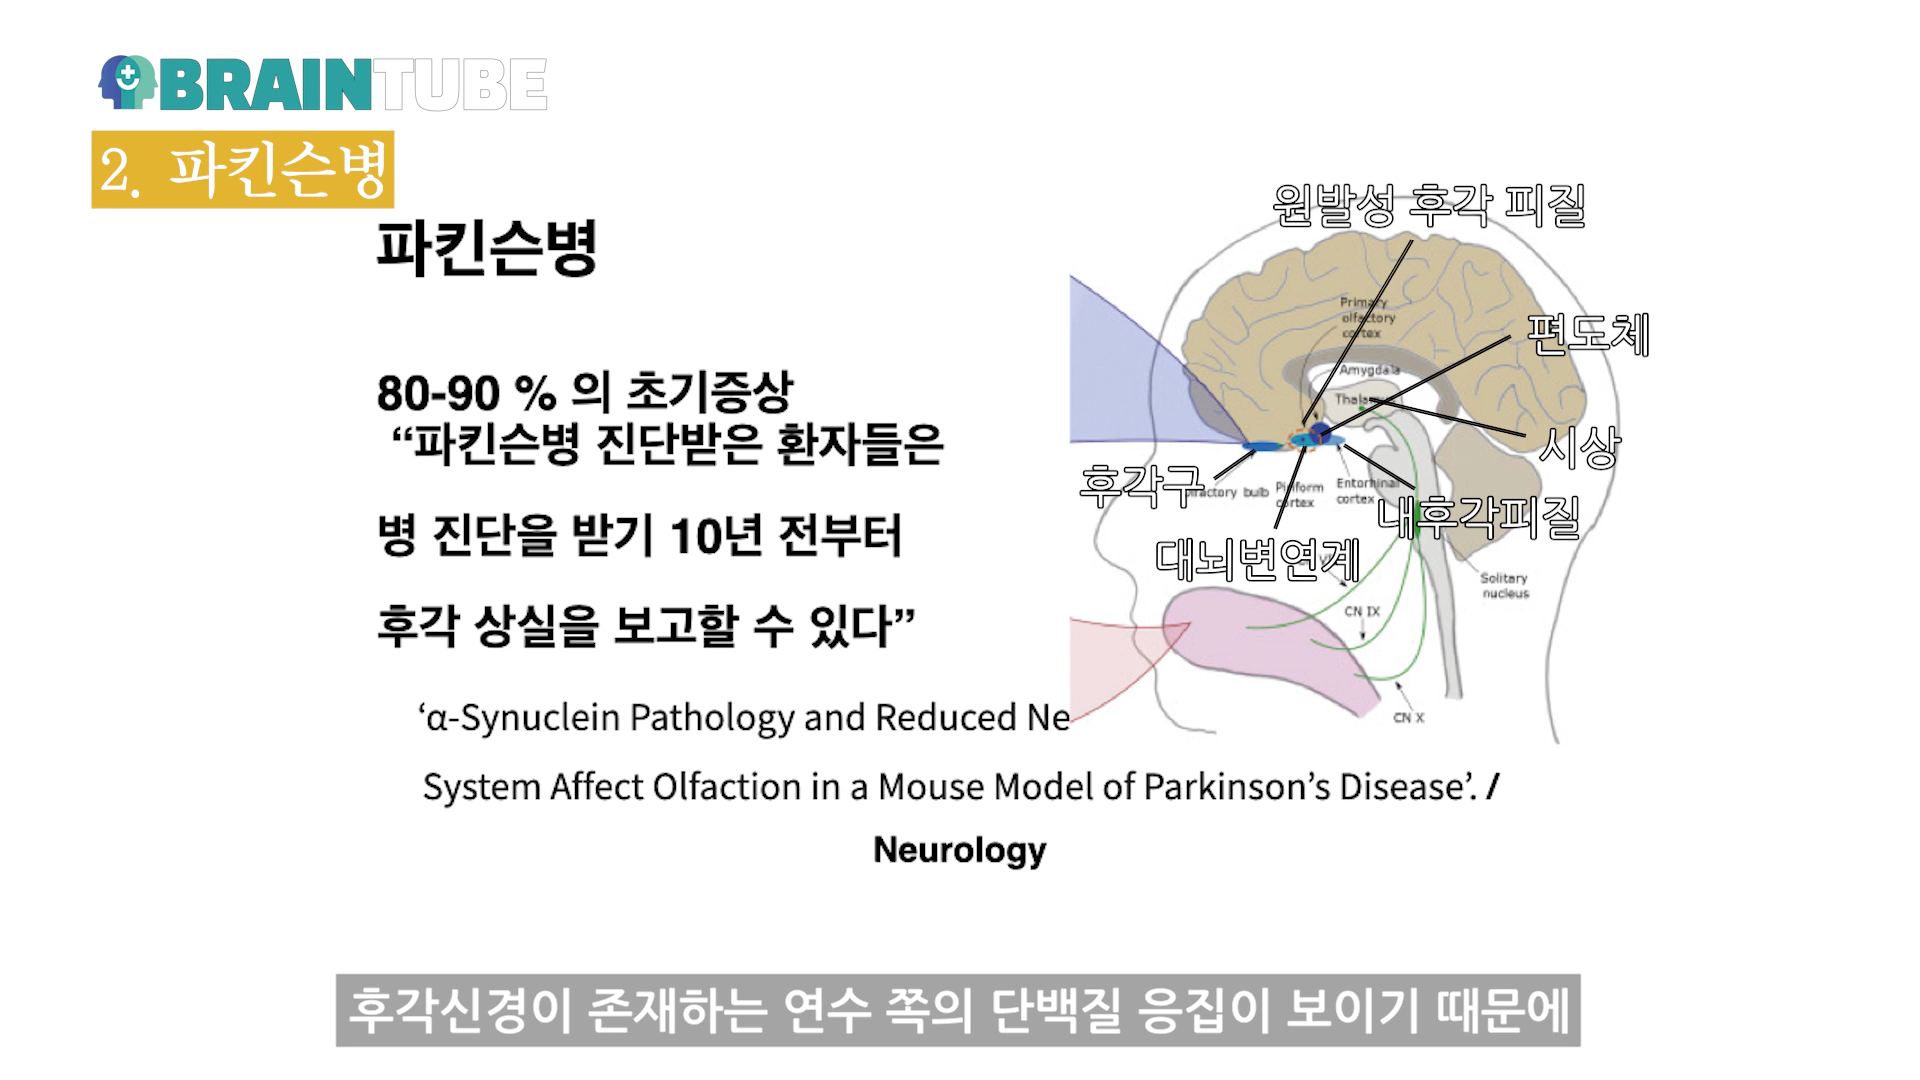 BRAINTUBE
2. 파킨슨병
파킨슨병
80-90 % 의 초기증상
“파킨슨병 진단받은 환자들은
병 진단을 받기 10년 전부터
후각 상실을 보고할 수 있다”
‘α-Synuclein Pathology and Reduced Ne
System Affect Olfaction in a Mouse Model of Parkinson’s Disease’. /
Neurology
원발성 후각 피질
Primary
olfactory
cortex
편도체
Amygdala
시상
후각구
bulb
Piriform
cortex
Entorhinal
cortex
내후각피질
대뇌변연계
Solitary
nucleus
CN IX
CN X
후각신경이 존재하는 연수 쪽의 단백질 응집이 보이기 때문에